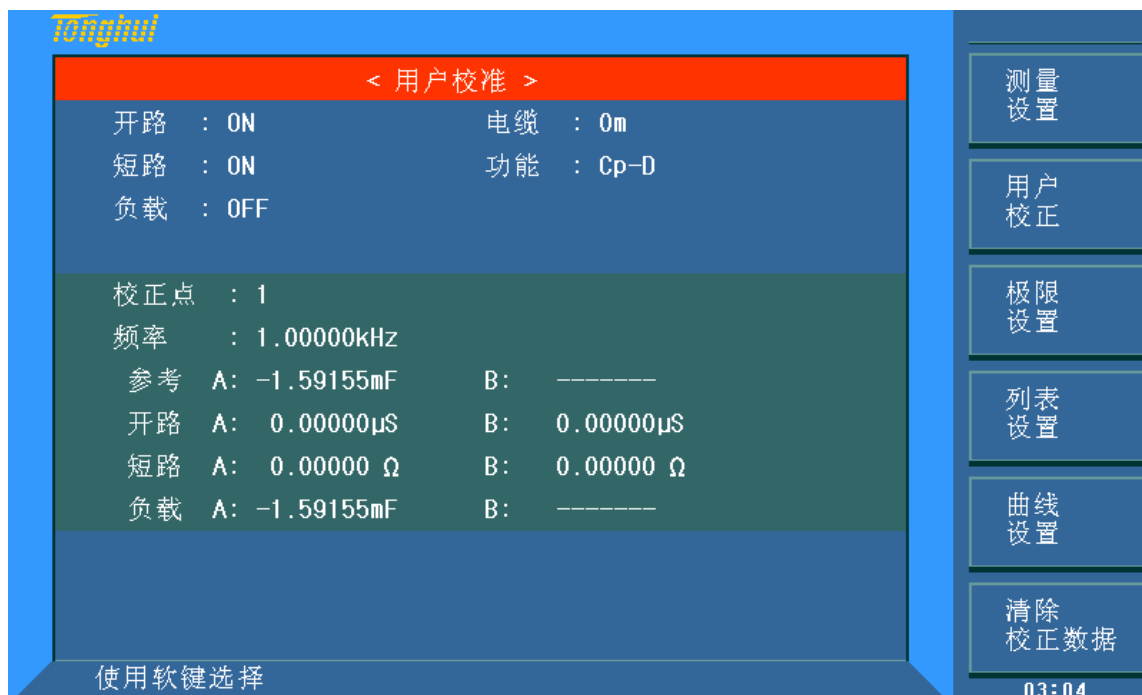 Tonghui
< 用户校准 >
开路 : ON 电缆 : 0m
短路 : ON 功能 : Cp-D
负载 : OFF
校正点 : 1
频率 : 1.00000kHz
参考 A: -1.59155mF B: -------
开路 A: 0.00000µS B: 0.00000µS
短路 A: 0.00000 Ω B: 0.00000 Ω
负载 A: -1.59155mF B: -------
使用软键选择
测量
设置
用户
校正
极限
设置
列表
设置
曲线
设置
清除
校正数据
03:04